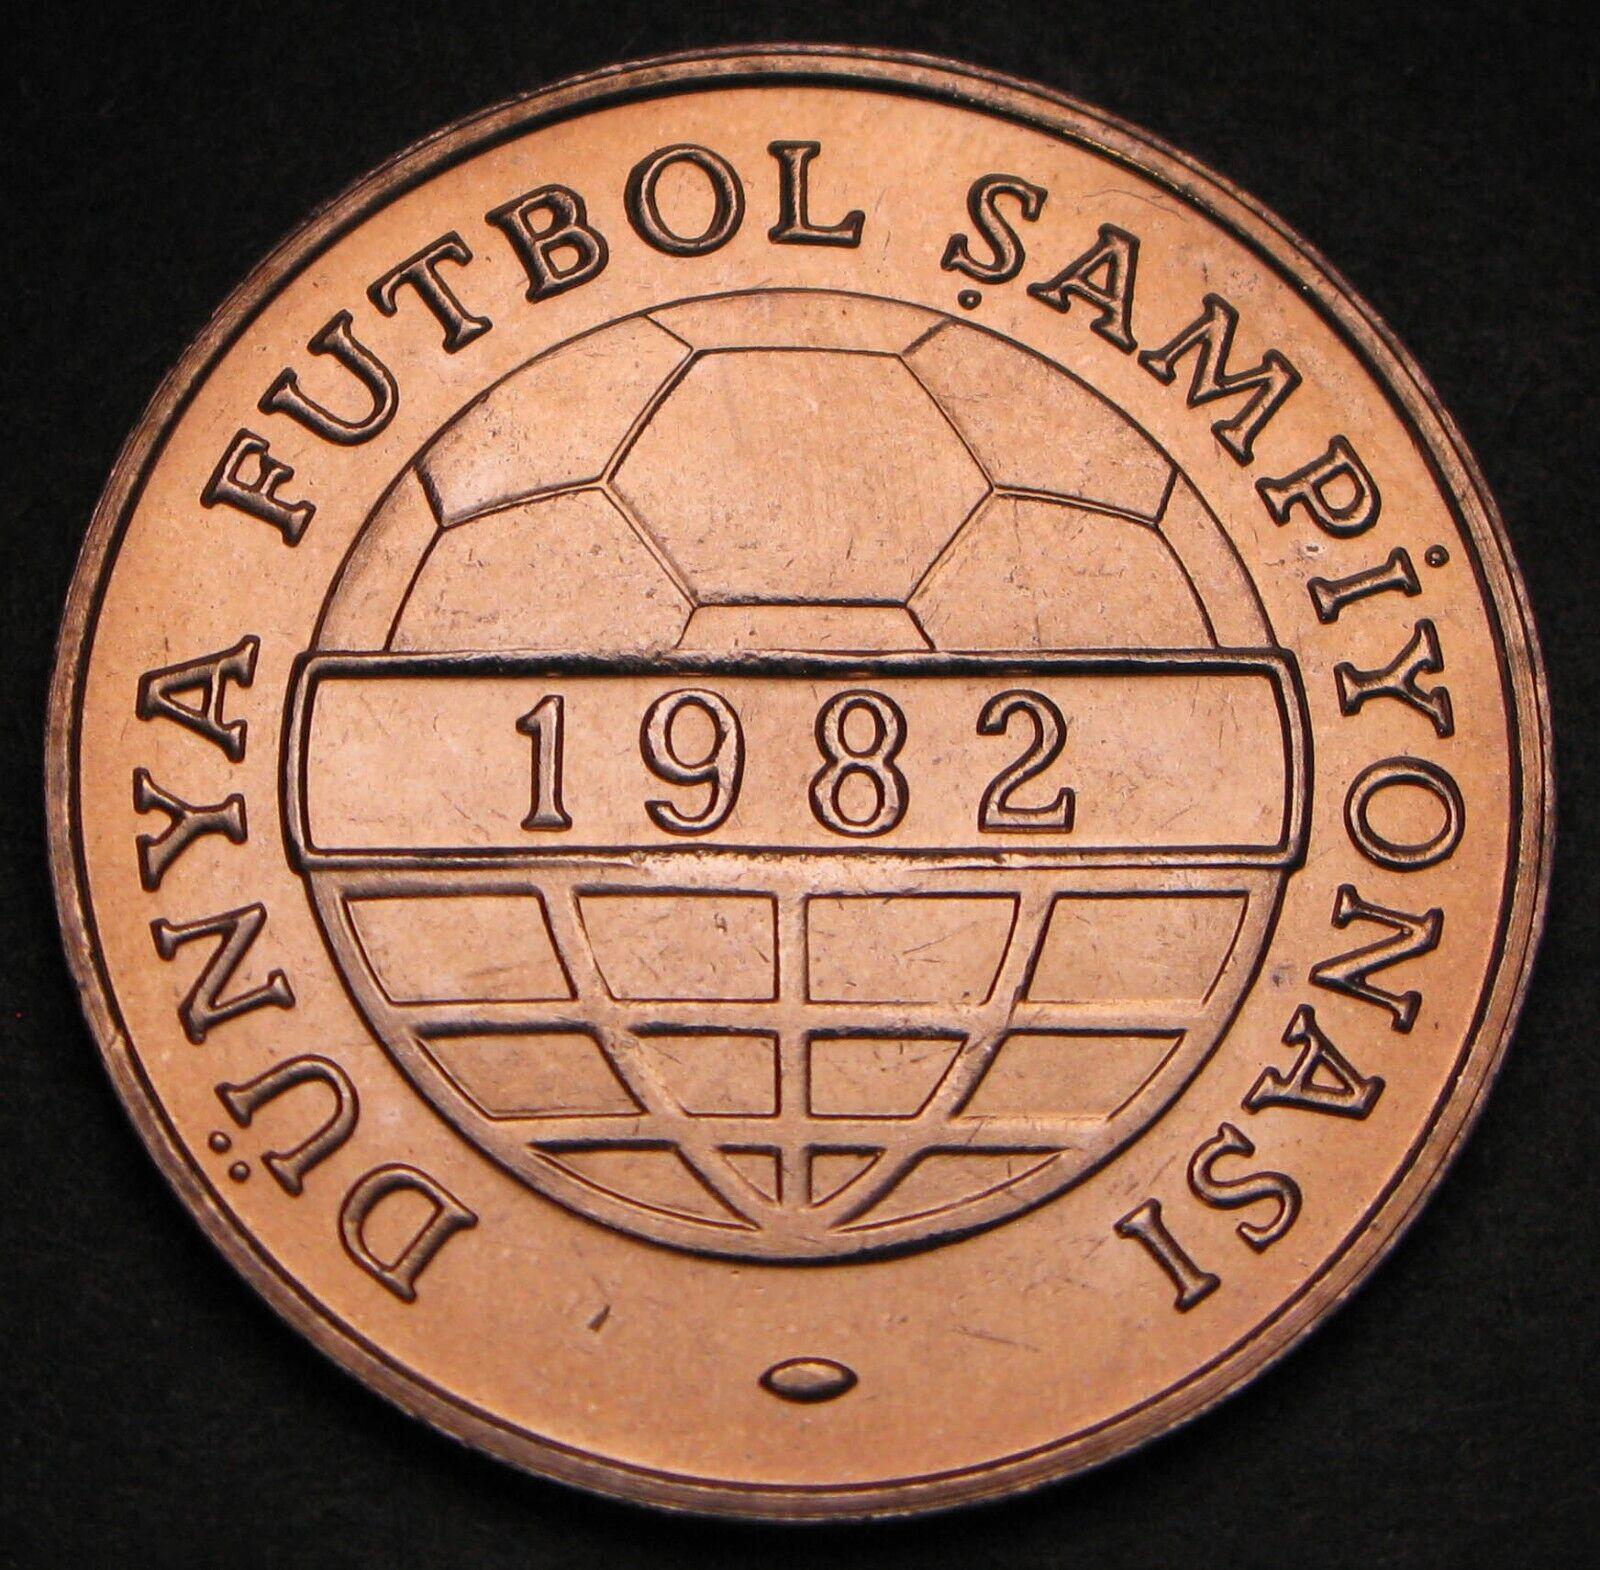 DÜNYA FUTBOL ŞAMPİYONASI
1982